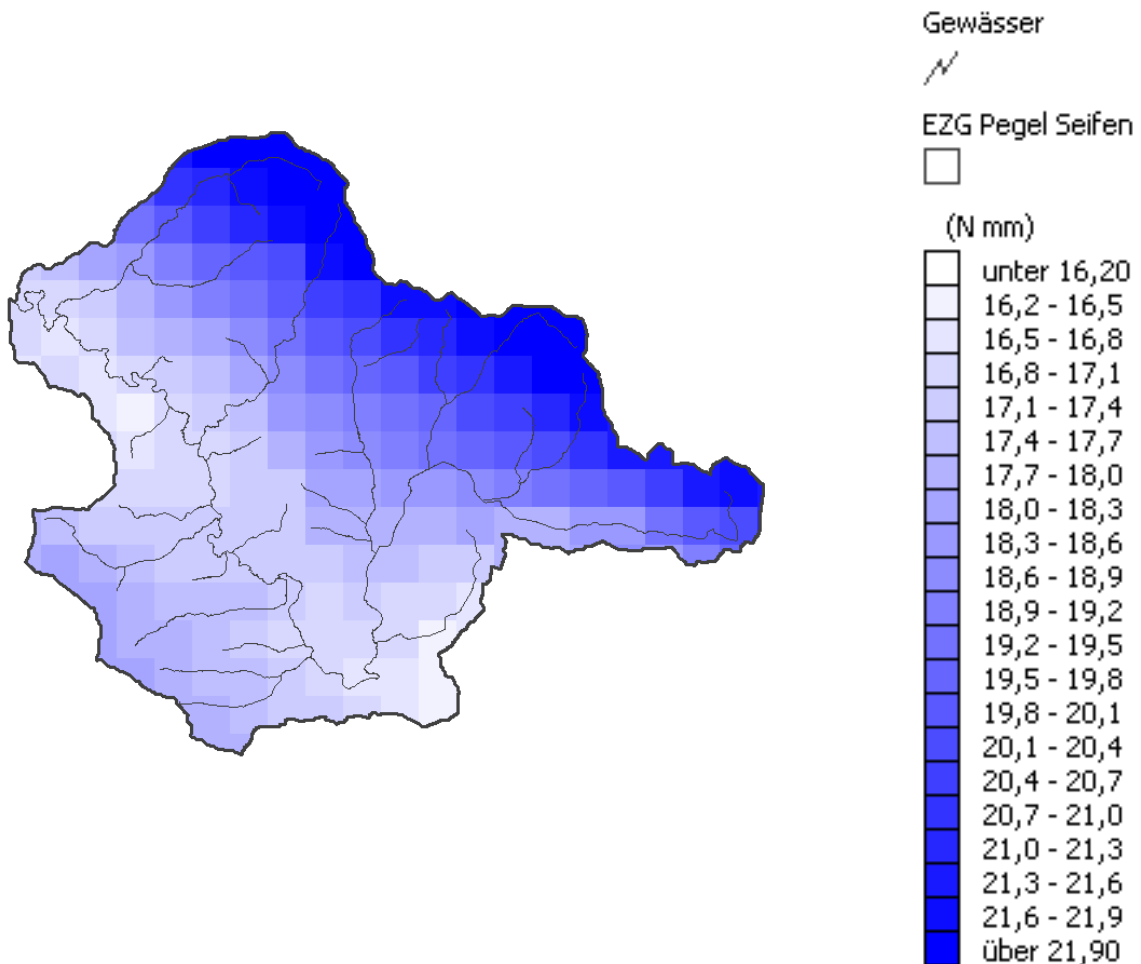 Gewässer
EZG Pegel Seifen
(N mm)
unter 16,20
16,2 - 16,5
16,5 - 16,8
16,8 - 17,1
17,1 - 17,4
17,4 - 17,7
17,7 - 18,0
18,0 - 18,3
18,3 - 18,6
18,6 - 18,9
18,9 - 19,2
19,2 - 19,5
19,5 - 19,8
19,8 - 20,1
20,1 - 20,4
20,4 - 20,7
20,7 - 21,0
21,0 - 21,3
21,3 - 21,6
21,6 - 21,9
über 21,90